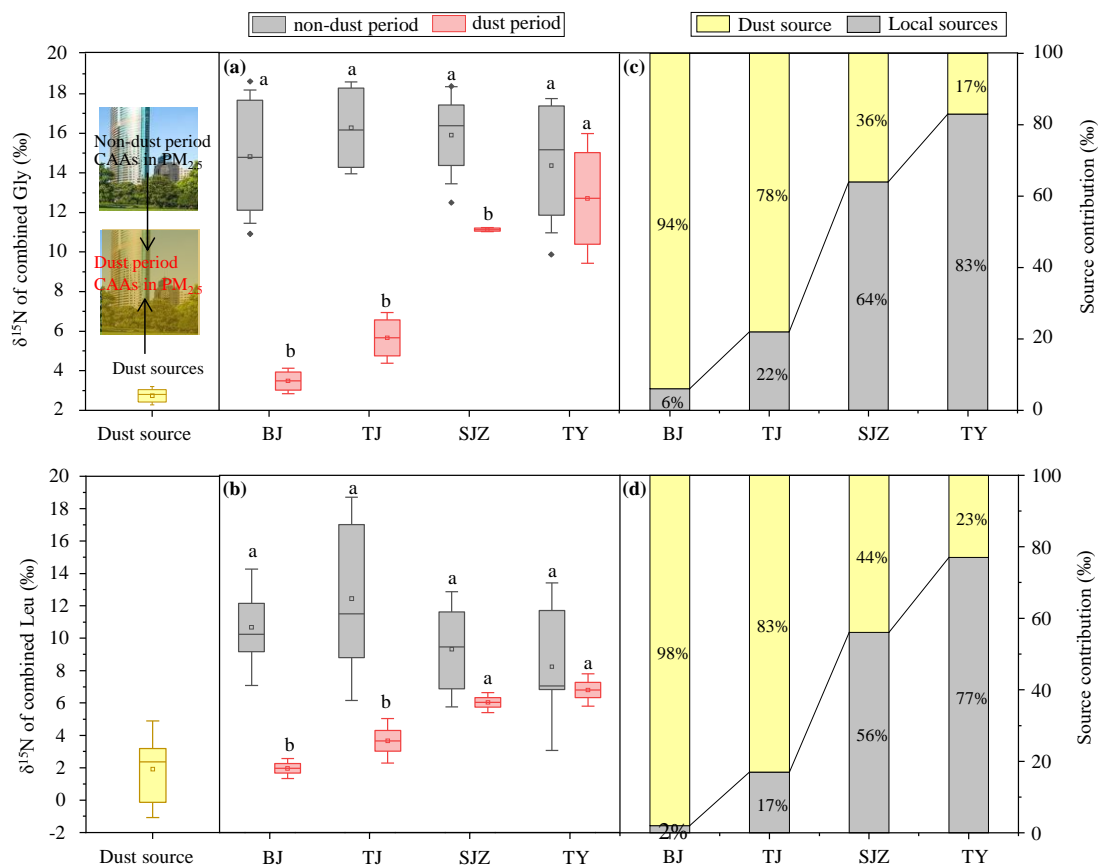 non-dust period dust period
Dust source Local sources
δ¹⁵N of combined Gly (‰)
20
18
16
14
12
10
8
6
4
2
Non-dust period
CAAs in PM2.5
Dust period
CAAs in PM2.5
Dust sources
Dust source
(a)
a a a a
b b b
BJ TJ SJZ TY
(c)
94% 78% 36% 17%
6% 22% 64% 83%
BJ TJ SJZ TY
100
80
60
40
20
0
Source contribution (‰)
δ¹⁵N of combined Leu (‰)
20
18
16
14
12
10
8
6
4
2
0
-2
Dust source
(b)
a a a a
b b a a
BJ TJ SJZ TY
(d)
98% 83% 44% 23%
2% 17% 56% 77%
BJ TJ SJZ TY
100
80
60
40
20
0
Source contribution (‰)